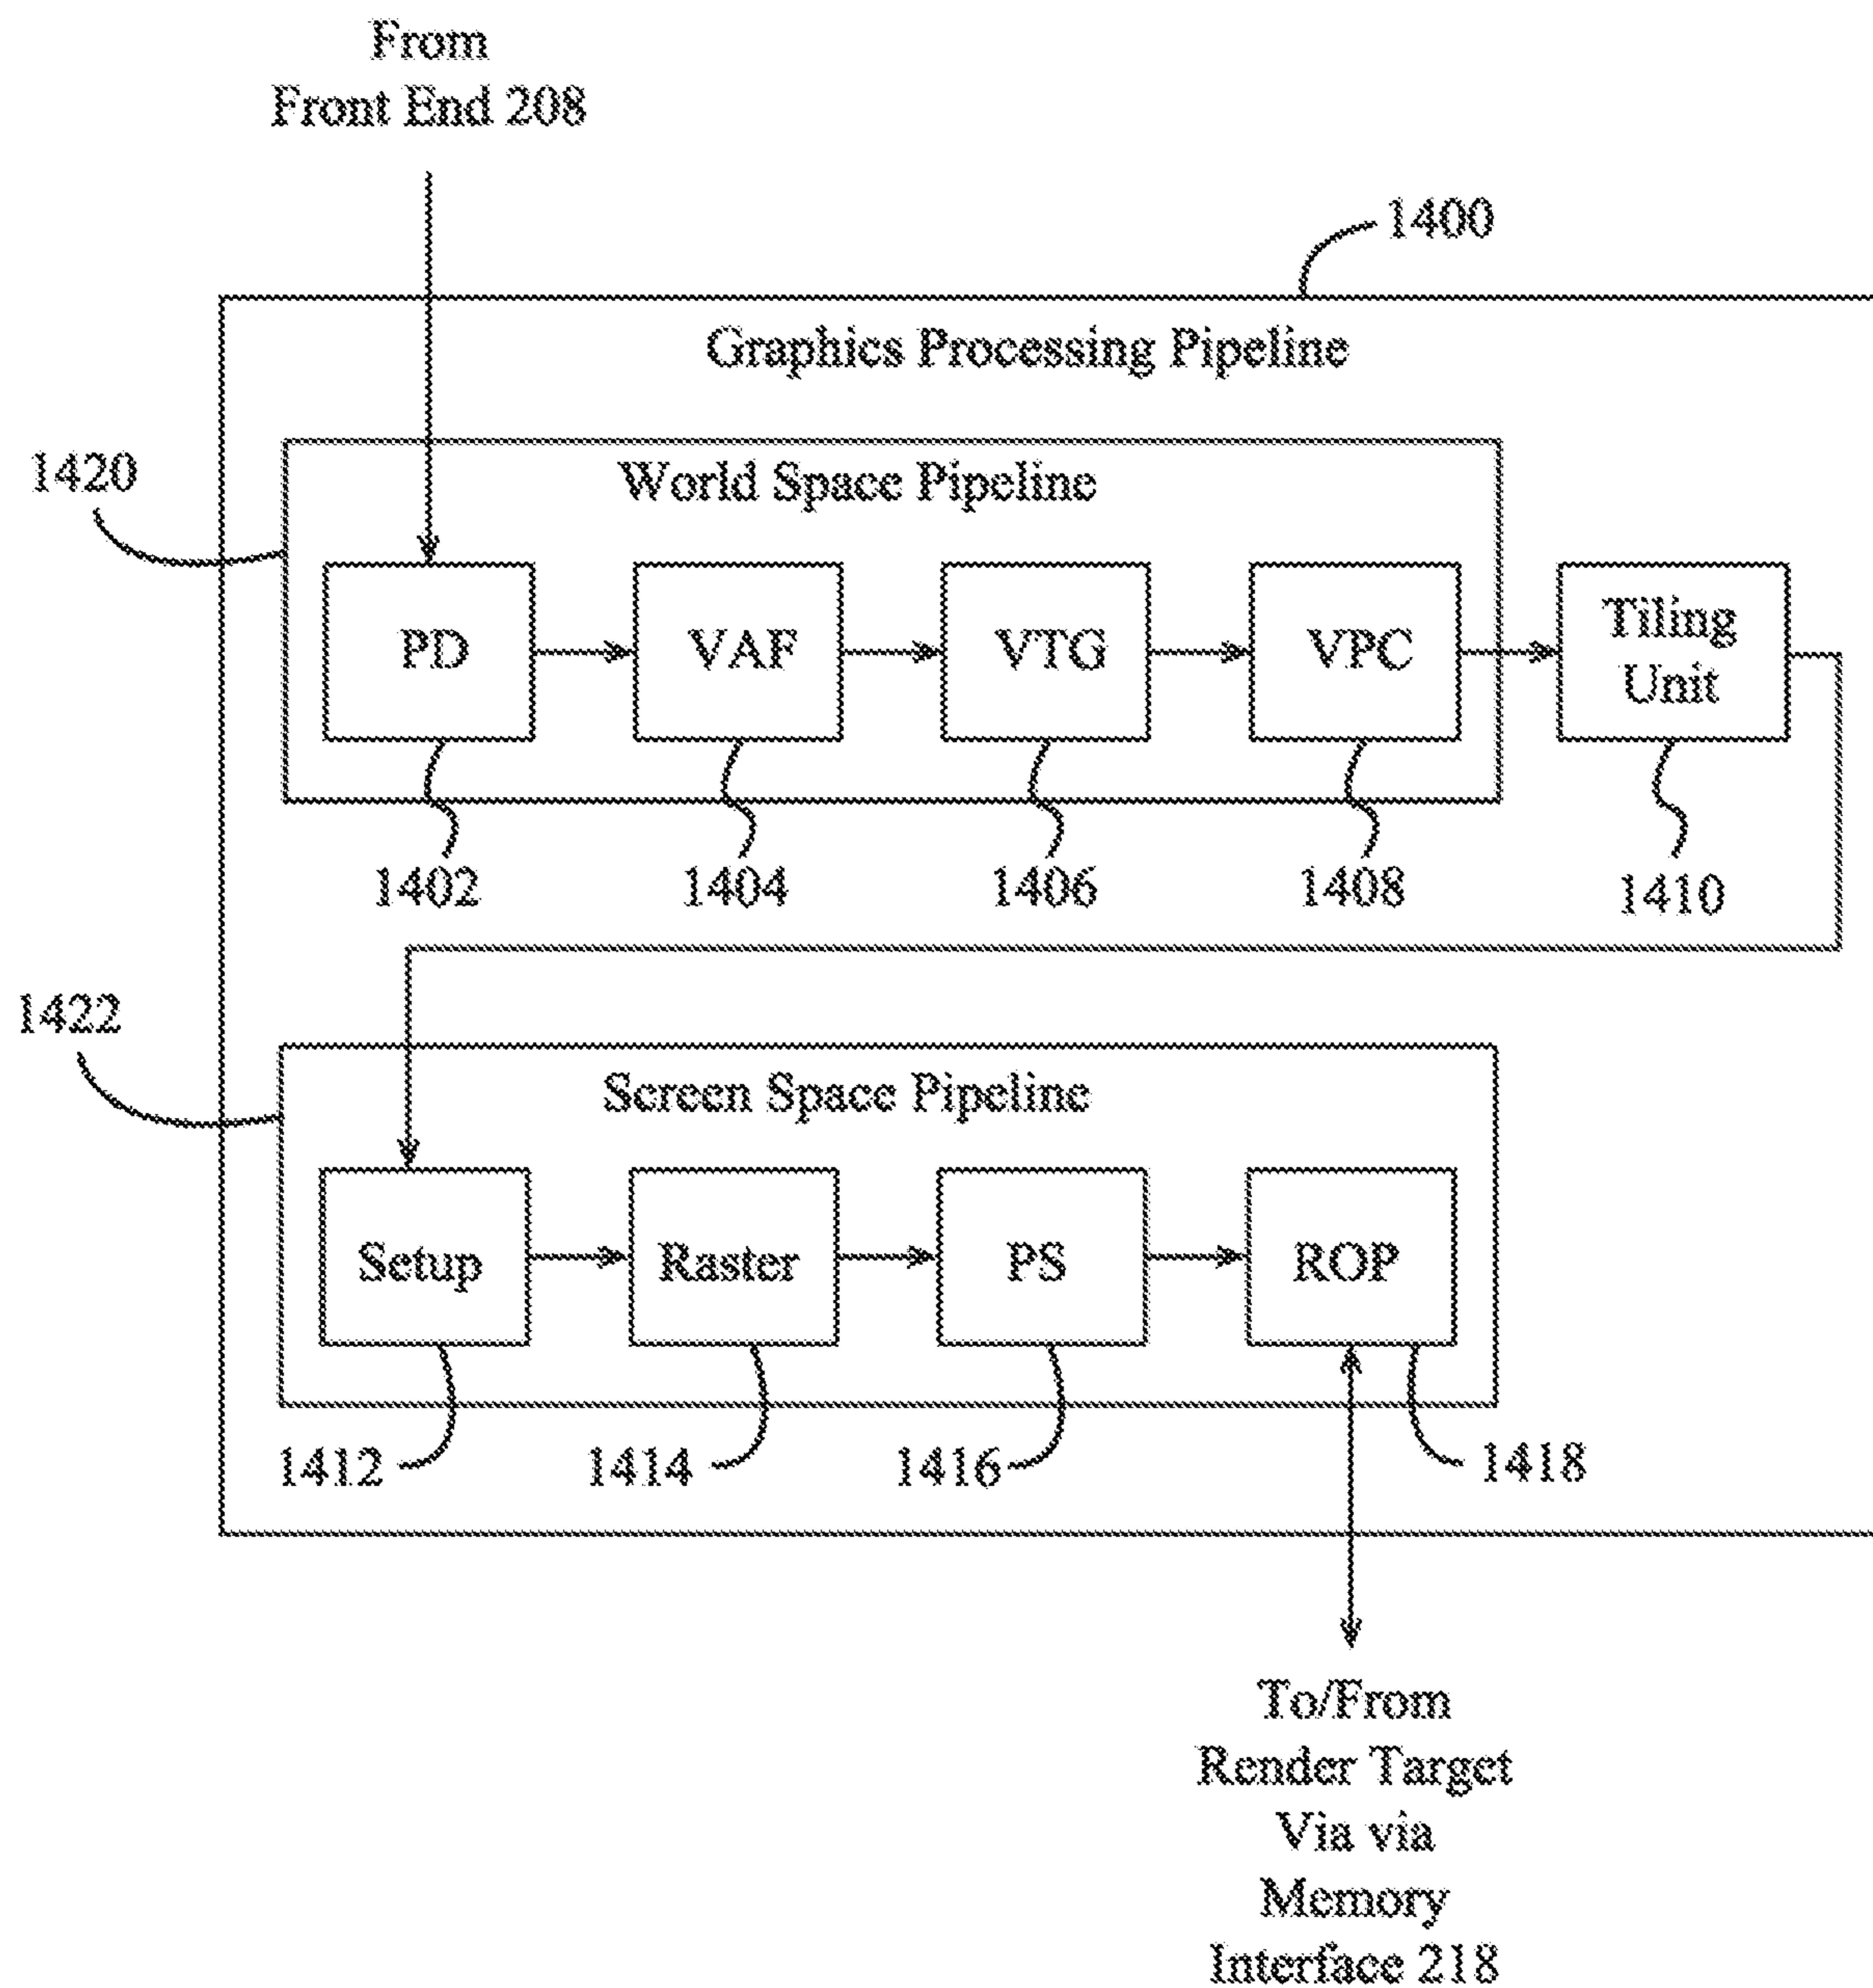 From
Front End 208
1400
Graphics Processing Pipeline
1420
World Space Pipeline
PD
VAF
VTG
VPC
Tiling
Unit
1402
1404
1406
1408
1410
1422
Screen Space Pipeline
Setup
Raster
PS
ROP
1412
1414
1416
1418
To/From
Render Target
Via via
Memory
Interface 218